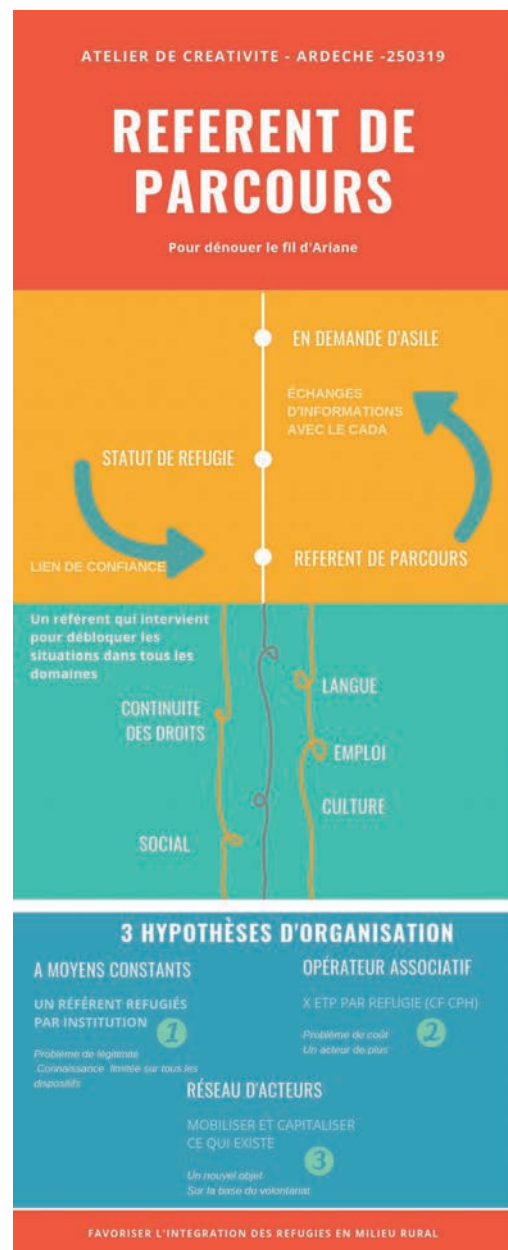 ATELIER DE CREATIVITE - ARDECHE -250319
REFERENT DE
PARCOURS
Pour dénouer le fil d'Ariane
EN DEMANDE D'ASILE
ÉCHANGES
D'INFORMATIONS
AVEC LE CADA
STATUT DE REFUGIE
LIEN DE CONFIANCE
REFERENT DE PARCOURS
Un référent qui intervient
pour débloquer les
situations dans tous les
domaines
LANGUE
CONTINUITE
DES DROITS
EMPLOI
CULTURE
SOCIAL
3 HYPOTHÈSES D'ORGANISATION
A MOYENS CONSTANTS
UN RÉFÉRENT REFUGIÉS
PAR INSTITUTION
1
Problème de légitimité
Connaissance limitée sur tous les
dispositifs
OPÉRATEUR ASSOCIATIF
X ETP PAR REFUGIE (CF CPH)
Problème de coût
Un acteur de plus
2
RÉSEAU D'ACTEURS
MOBILISER ET CAPITALISER
CE QUI EXISTE
3
Un nouvel objet
Sur la base du volontariat
FAVORISER L'INTEGRATION DES REFUGIES EN MILIEU RURAL